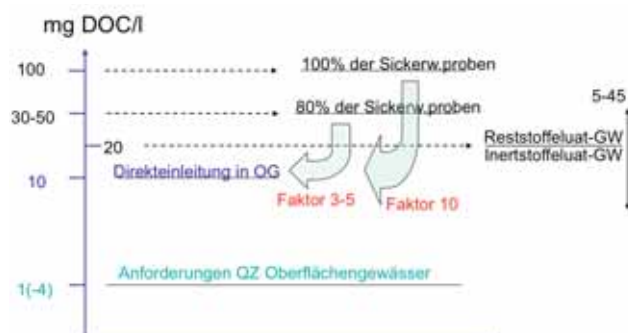 mg DOC/l
100
100% der Sickerw.proben
5-45
30-50
80% der Sickerw.proben
20
Reststoffeluat-GW
Inertstoffeluat-GW
Direkteinleitung in OG
10
Faktor 3-5
Faktor 10
Anforderungen QZ Oberflächengewässer
1(-4)